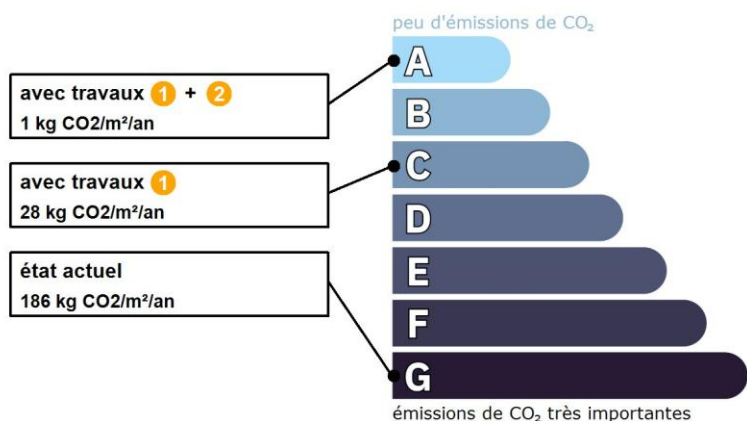 peu d'émissions de CO₂
A
avec travaux 1 + 2
1 kg CO2/m²/an
B
avec travaux 1
28 kg CO2/m²/an
C
D
état actuel
186 kg CO2/m²/an
E
F
G
émissions de CO₂ très importantes